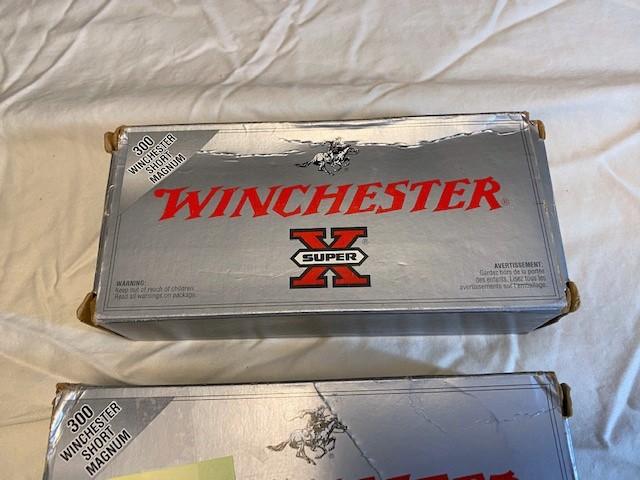 300
WINCHESTER
SHORT
MAGNUM
WINCHESTER®
SUPER X®
WARNING:
Keep out of reach of children.
Read all warnings on package.
AVERTISSEMENT:
Gardez hors de la portée
des enfants. Lisez tous les
avertissements sur l'emballage.
300
WINCHESTER
SHORT
MAGNUM